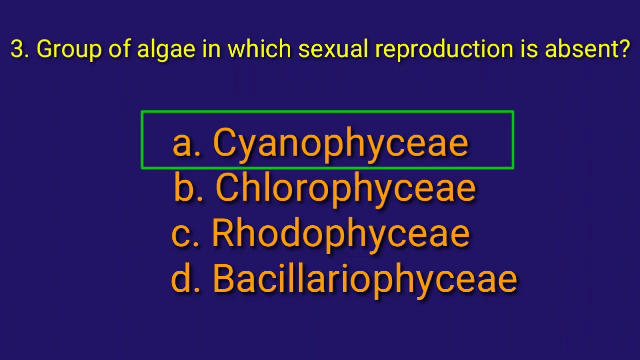 3. Group of algae in which sexual reproduction is absent?
a. Cyanophyceae
b. Chlorophyceae
c. Rhodophyceae
d. Bacillariophyceae